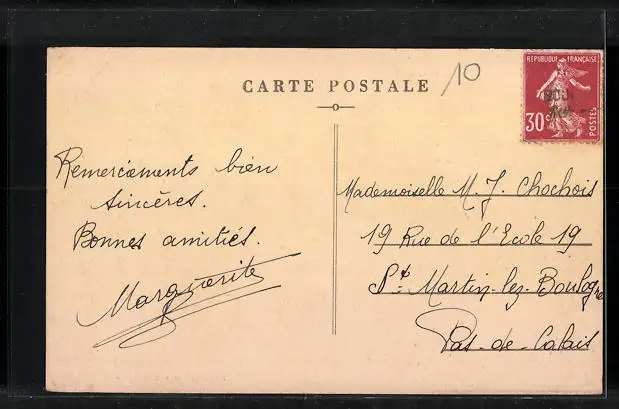 CARTE POSTALE
10
RÉPUBLIQUE FRANÇAISE
30c
POSTES
Remerciements bien
sincères.
Bonnes amitiés.
Marguerite
Mademoiselle M. J. Chochois
19 Rue de l'Ecole 19
St Martin-lez-Boulogne
Pas-de-Calais